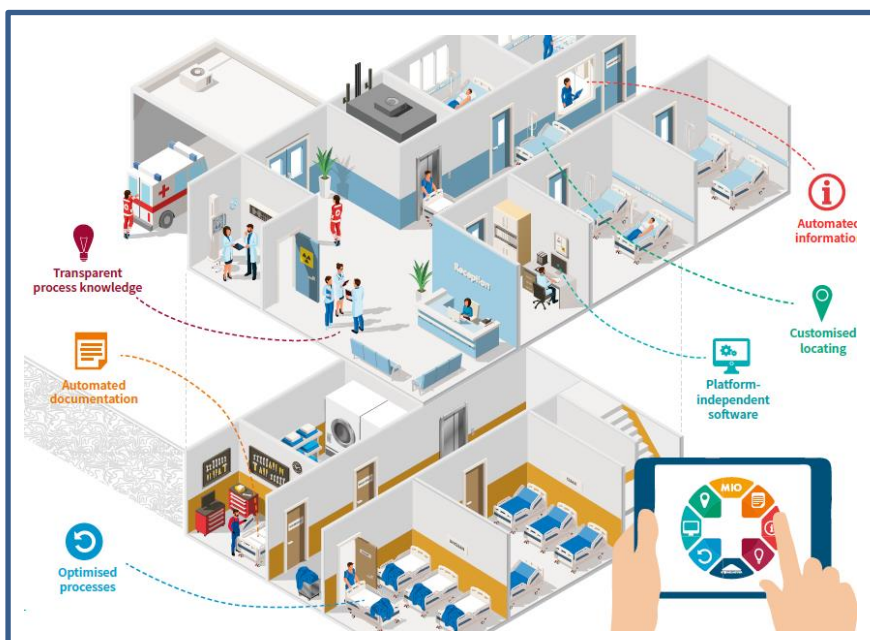 Automated
information
Transparent
process knowledge
Reception
Customised
locating
Automated
documentation
Platform-
independent
software
MIO
Optimised
processes